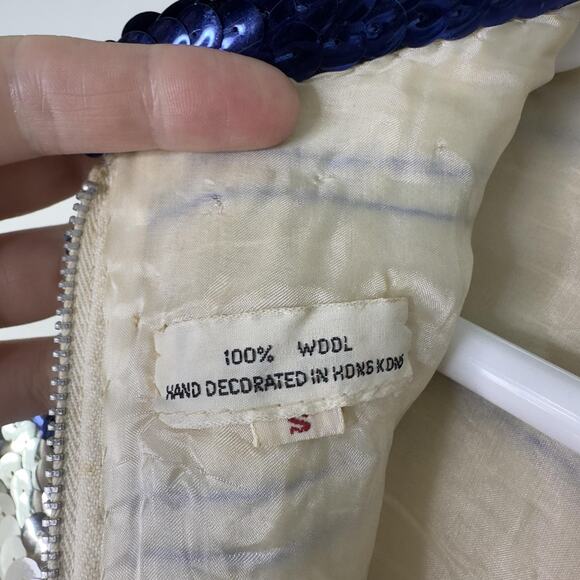 100% WOOL
HAND DECORATED IN HONG KONG
S